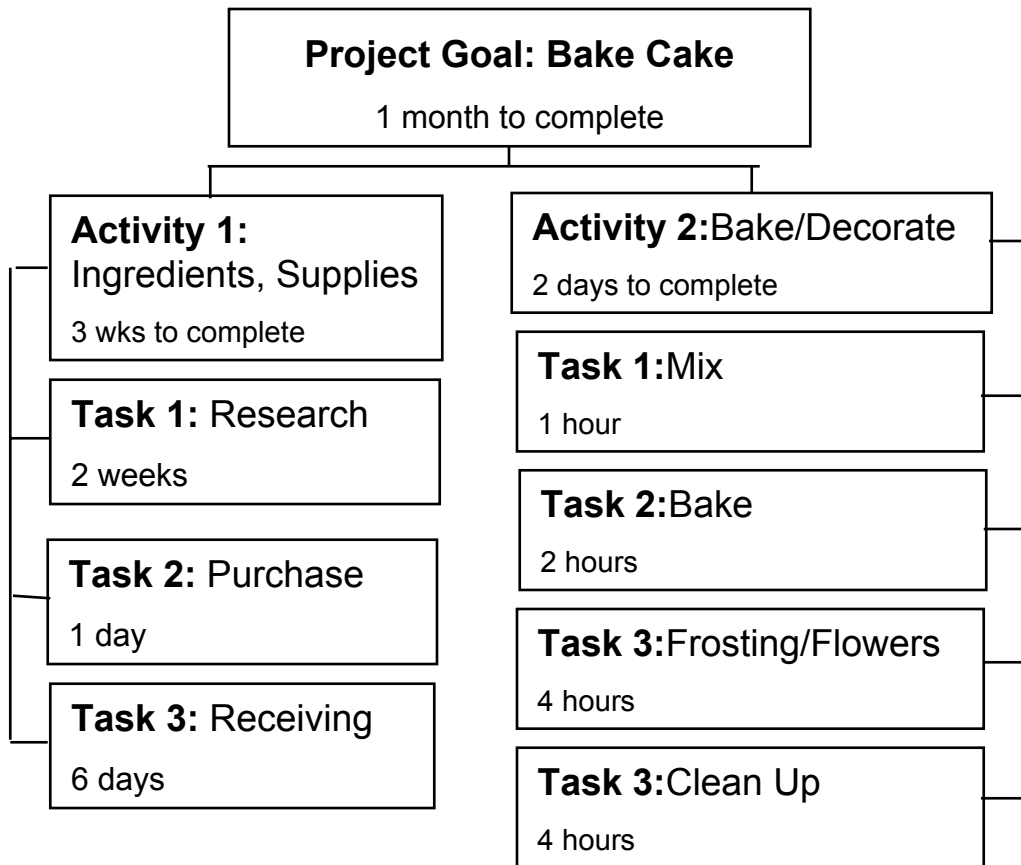 Project Goal: Bake Cake
1 month to complete
Activity 1:
Ingredients, Supplies
3 wks to complete
Task 1: Research
2 weeks
Task 2: Purchase
1 day
Task 3: Receiving
6 days
Activity 2:Bake/Decorate
2 days to complete
Task 1:Mix
1 hour
Task 2:Bake
2 hours
Task 3:Frosting/Flowers
4 hours
Task 3:Clean Up
4 hours